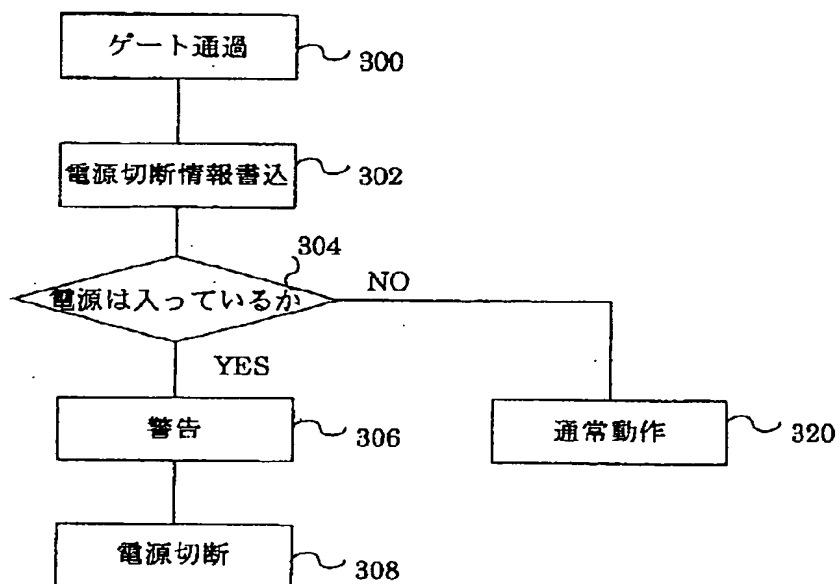 ゲート通過
300
電源切断情報書込
302
304
電源は入っているか
NO
YES
警告
306
通常動作
320
電源切断
308